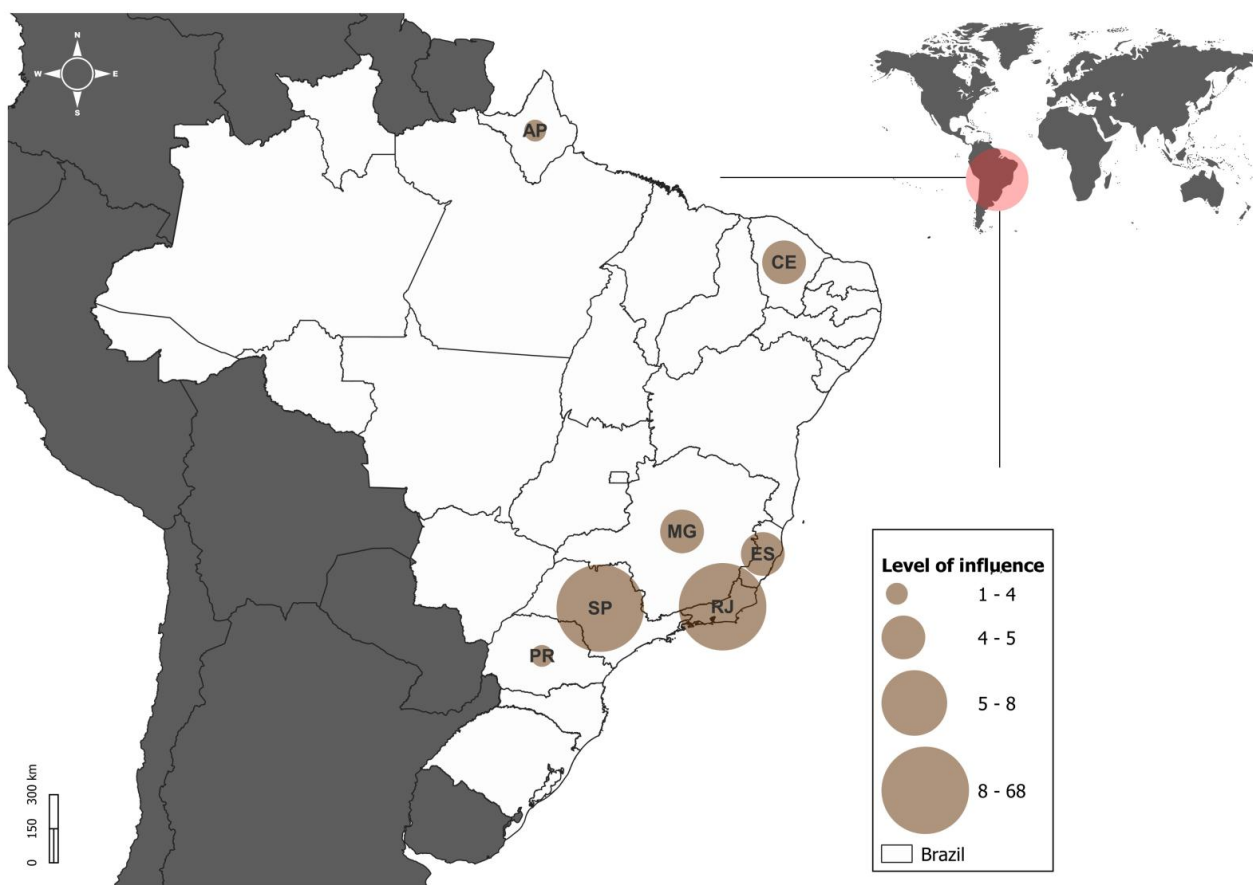 N
W E
S
AP
CE
MG
ES
SP
RJ
PR
Level of influence
1 - 4
4 - 5
5 - 8
8 - 68
Brazil
0 150 300 km